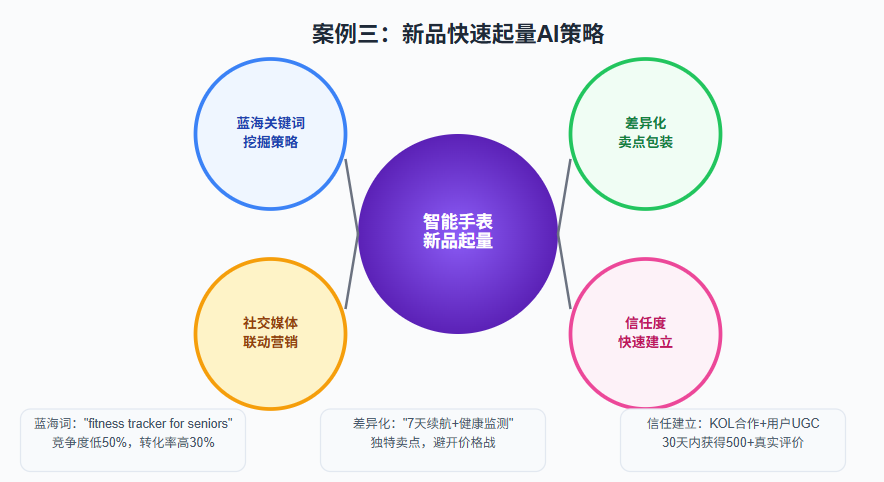 案例三：新品快速起量AI策略
蓝海关键词
挖掘策略
差异化
卖点包装
智能手表
新品起量
社交媒体
联动营销
信任度
快速建立
蓝海词："fitness tracker for seniors"
竞争度低50%，转化率高30%
差异化："7天续航+健康监测"
独特卖点，避开价格战
信任建立：KOL合作+用户UGC
30天内获得500+真实评价